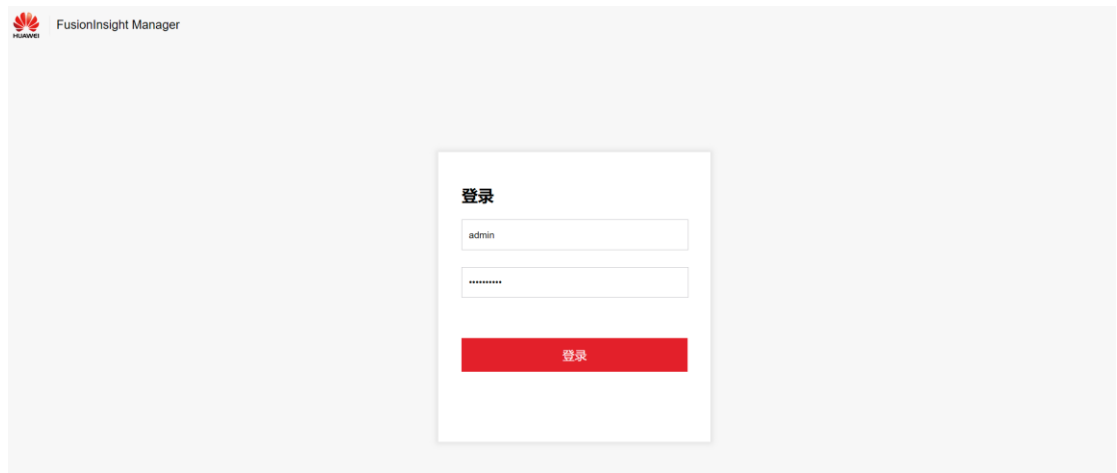 HUAWEI
FusionInsight Manager
登录
admin
••••••••••
登录